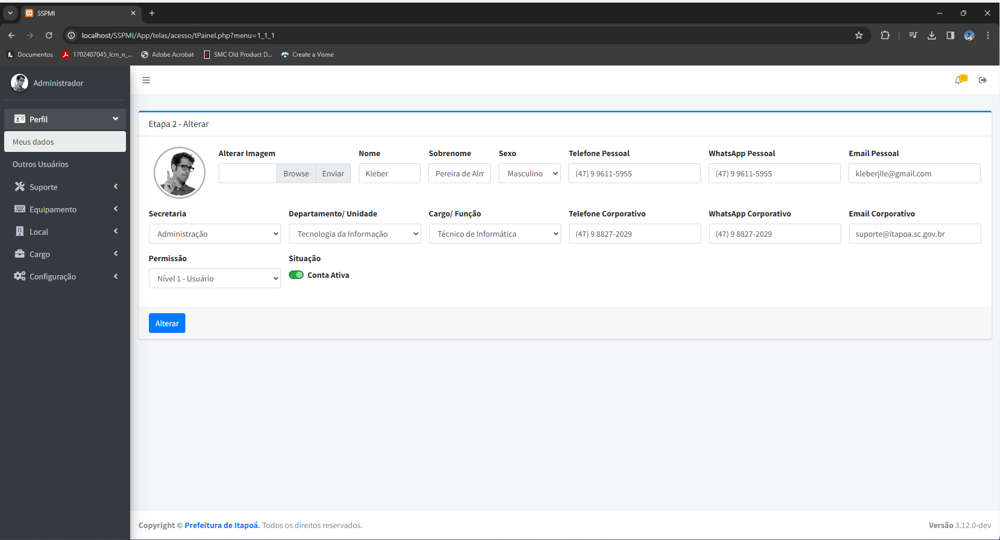 SSPMI
localhost/SSPMI/App/telas/acesso/tPainel.php?menu=1_1_1
Documentos 1702407045_lcm_n_... Adobe Acrobat SMC Old Product D... Create a Visme
Administrador
15
Perfil
Meus dados
Outros Usuários
Suporte
Equipamento
Local
Cargo
Configuração
Etapa 2 - Alterar
Alterar Imagem Nome Sobrenome Sexo Telefone Pessoal WhatsApp Pessoal Email Pessoal
Browse Enviar Kleber Pereira de Alm Masculino (47) 9 9611-5955 (47) 9 9611-5955 kleberjlle@gmail.com
Secretaria Departamento/ Unidade Cargo/ Função Telefone Corporativo WhatsApp Corporativo Email Corporativo
Administração Tecnologia da Informação Técnico de Informática (47) 9 8827-2029 (47) 9 8827-2029 suporte@itapoa.sc.gov.br
Permissão Situação
Nível 1 - Usuário Conta Ativa
Alterar
Copyright © Prefeitura de Itapoá. Todos os direitos reservados. Versão 3.12.0-dev